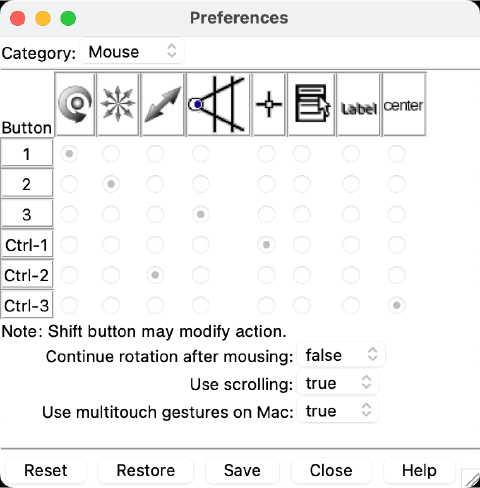 Preferences
Category: Mouse
Button Label center
1
2
3
Ctrl-1
Ctrl-2
Ctrl-3
Note: Shift button may modify action.
Continue rotation after mousing: false
Use scrolling: true
Use multitouch gestures on Mac: true
Reset Restore Save Close Help